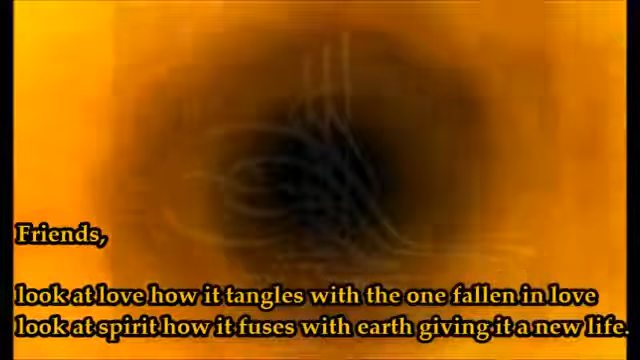 Friends,
look at love how it tangles with the one fallen in love
look at spirit how it fuses with earth giving it a new life.